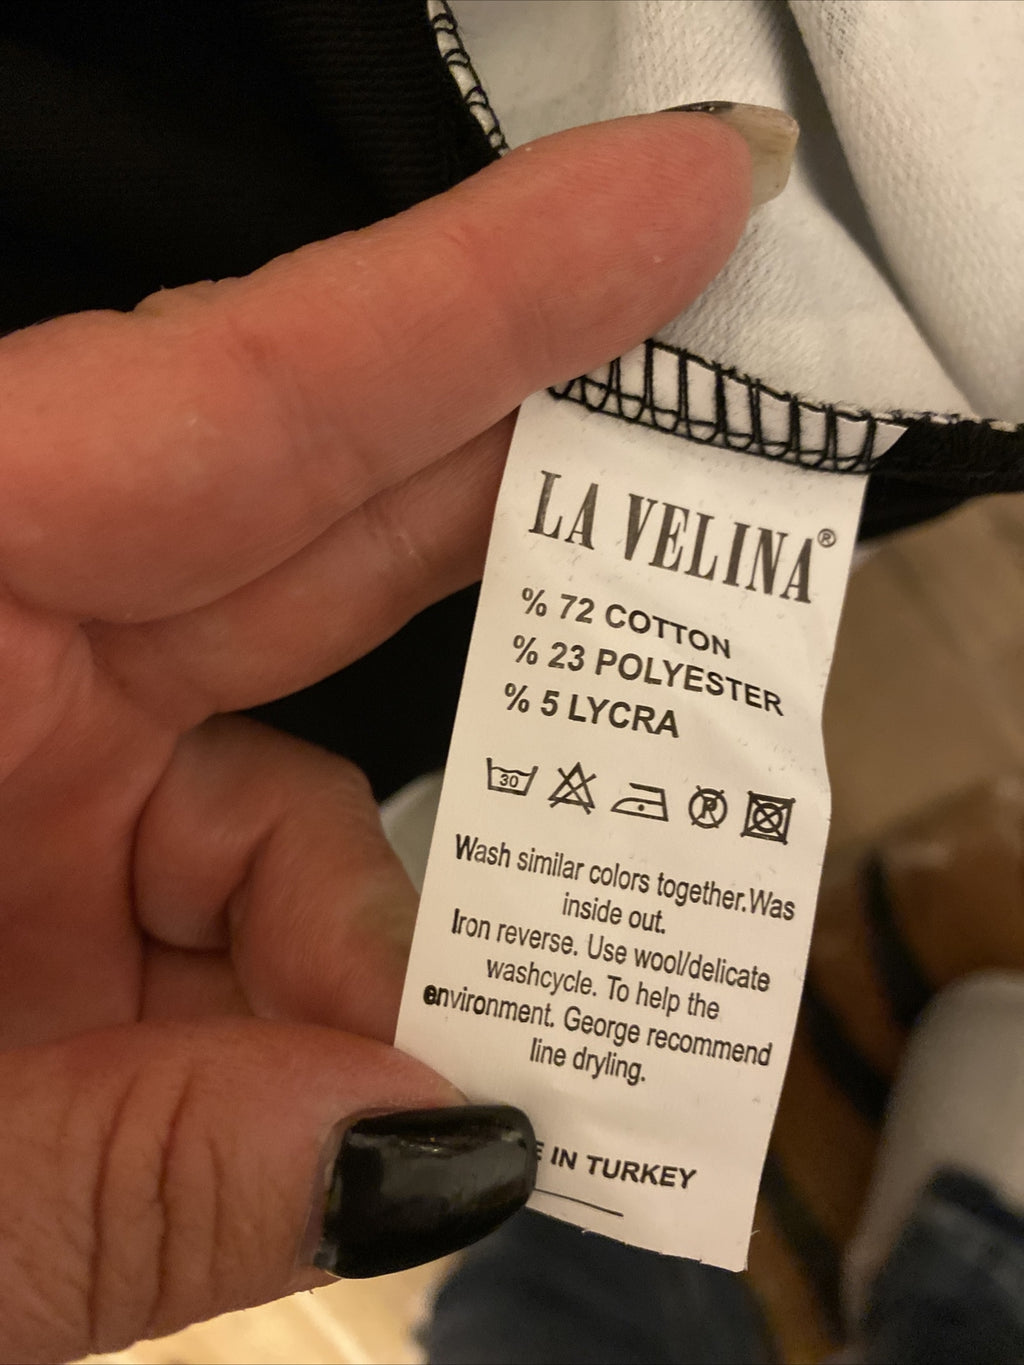 LA VELINA®
% 72 COTTON
% 23 POLYESTER
% 5 LYCRA
30 P
Wash similar colors together.Was
inside out.
Iron reverse. Use wool/delicate
washcycle. To help the
environment. George recommend
line dryling.
E IN TURKEY